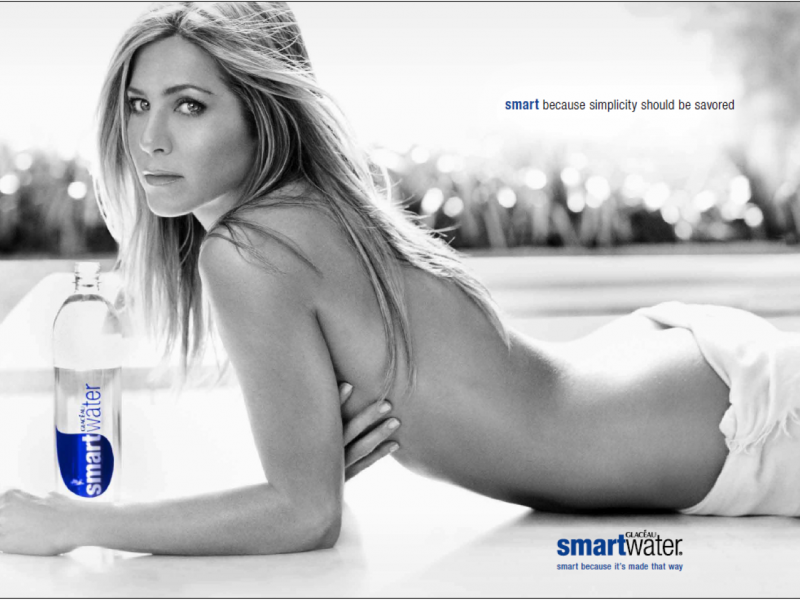 smart because simplicity should be savored
GLACÉAU
smartwater
GLACÉAU
smartwater.
smart because it's made that way